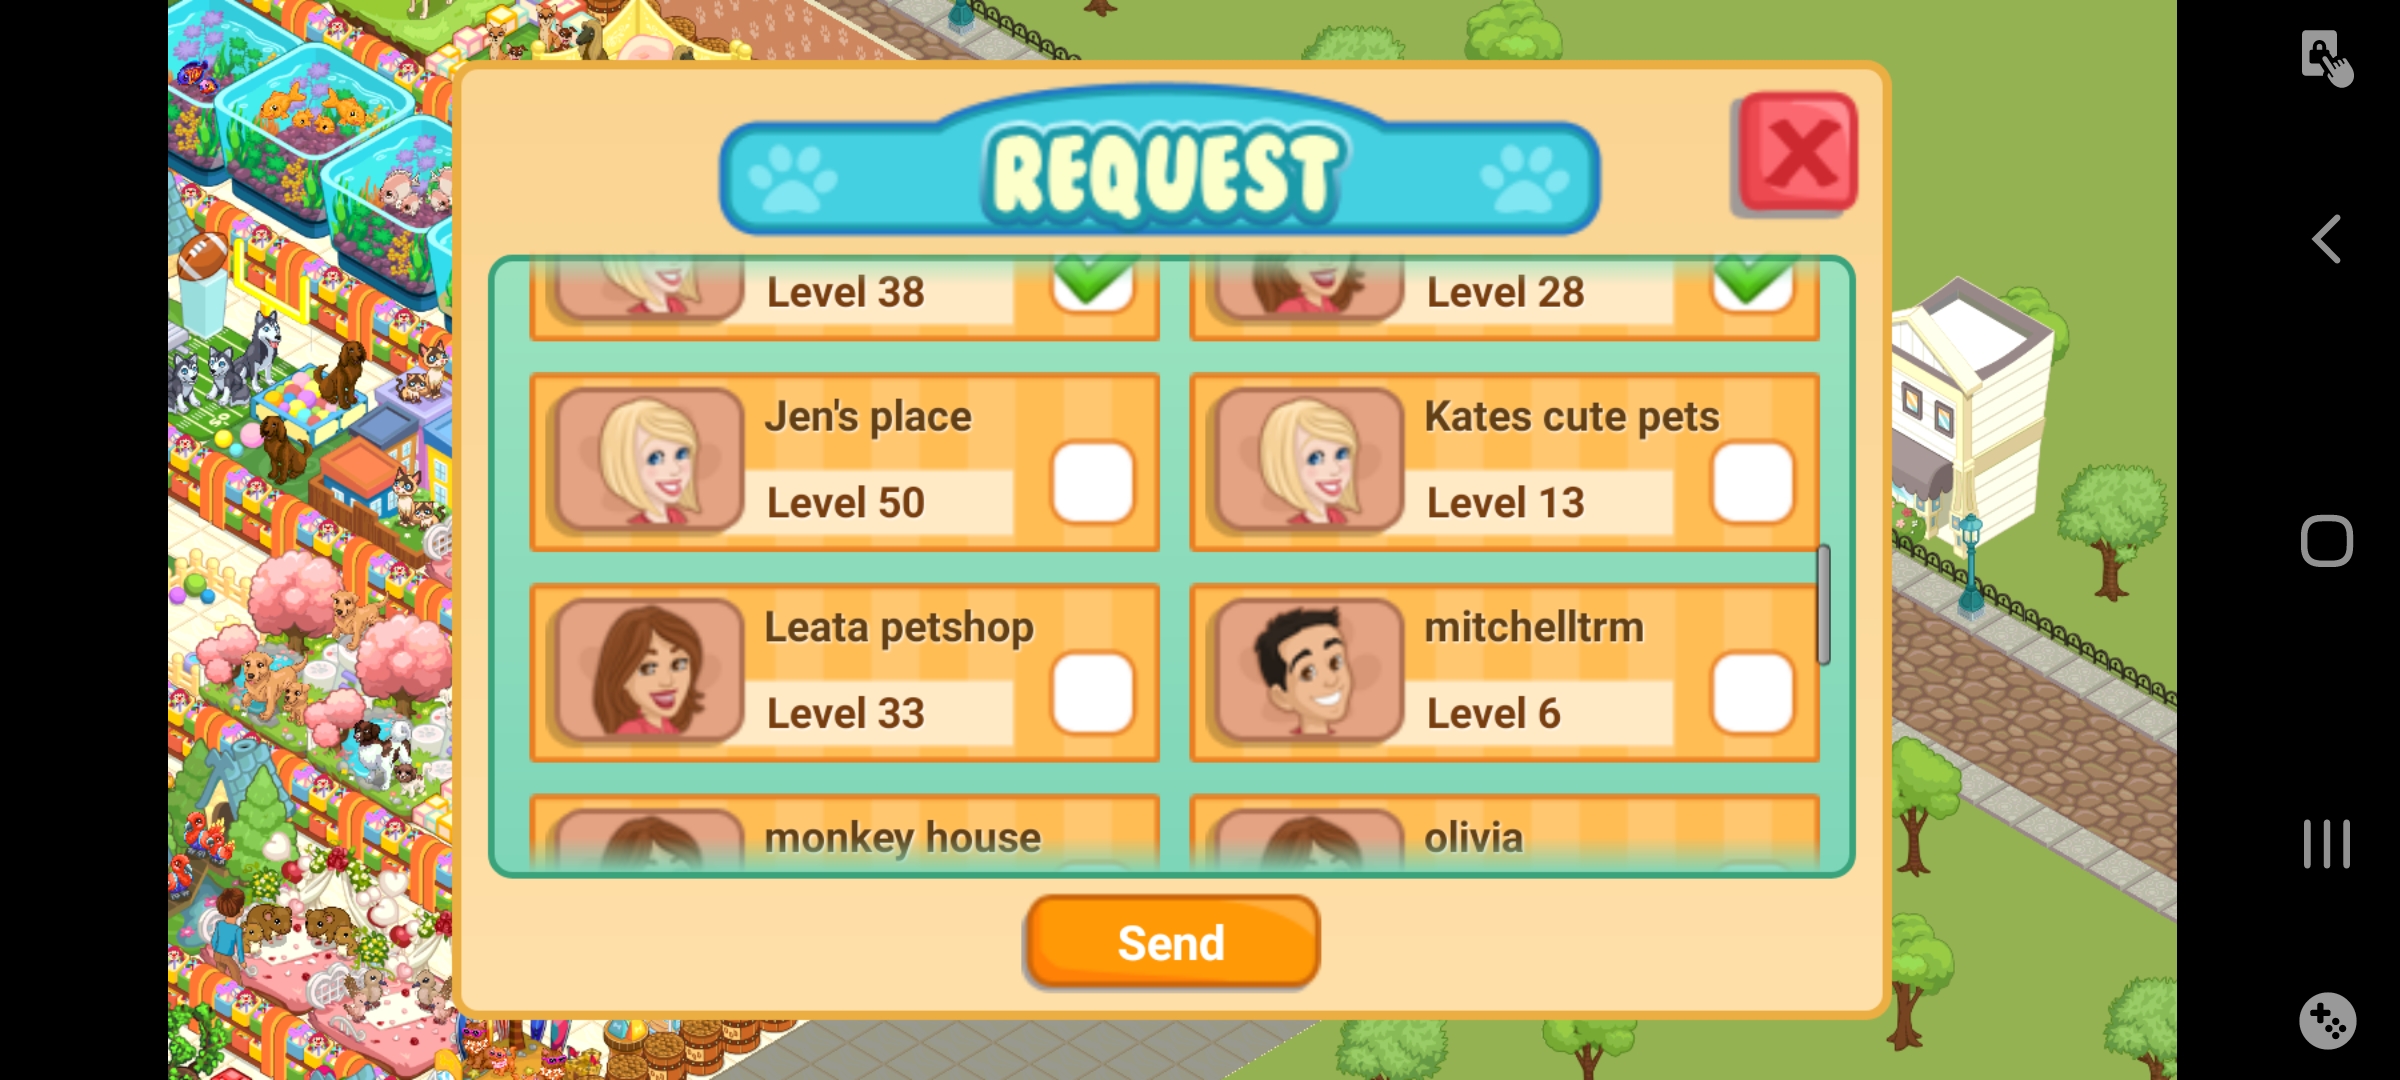 REQUEST
Level 38
Level 28
Jen's place
Level 50
Kates cute pets
Level 13
Leata petshop
Level 33
mitchelltrm
Level 6
monkey house
olivia
Send